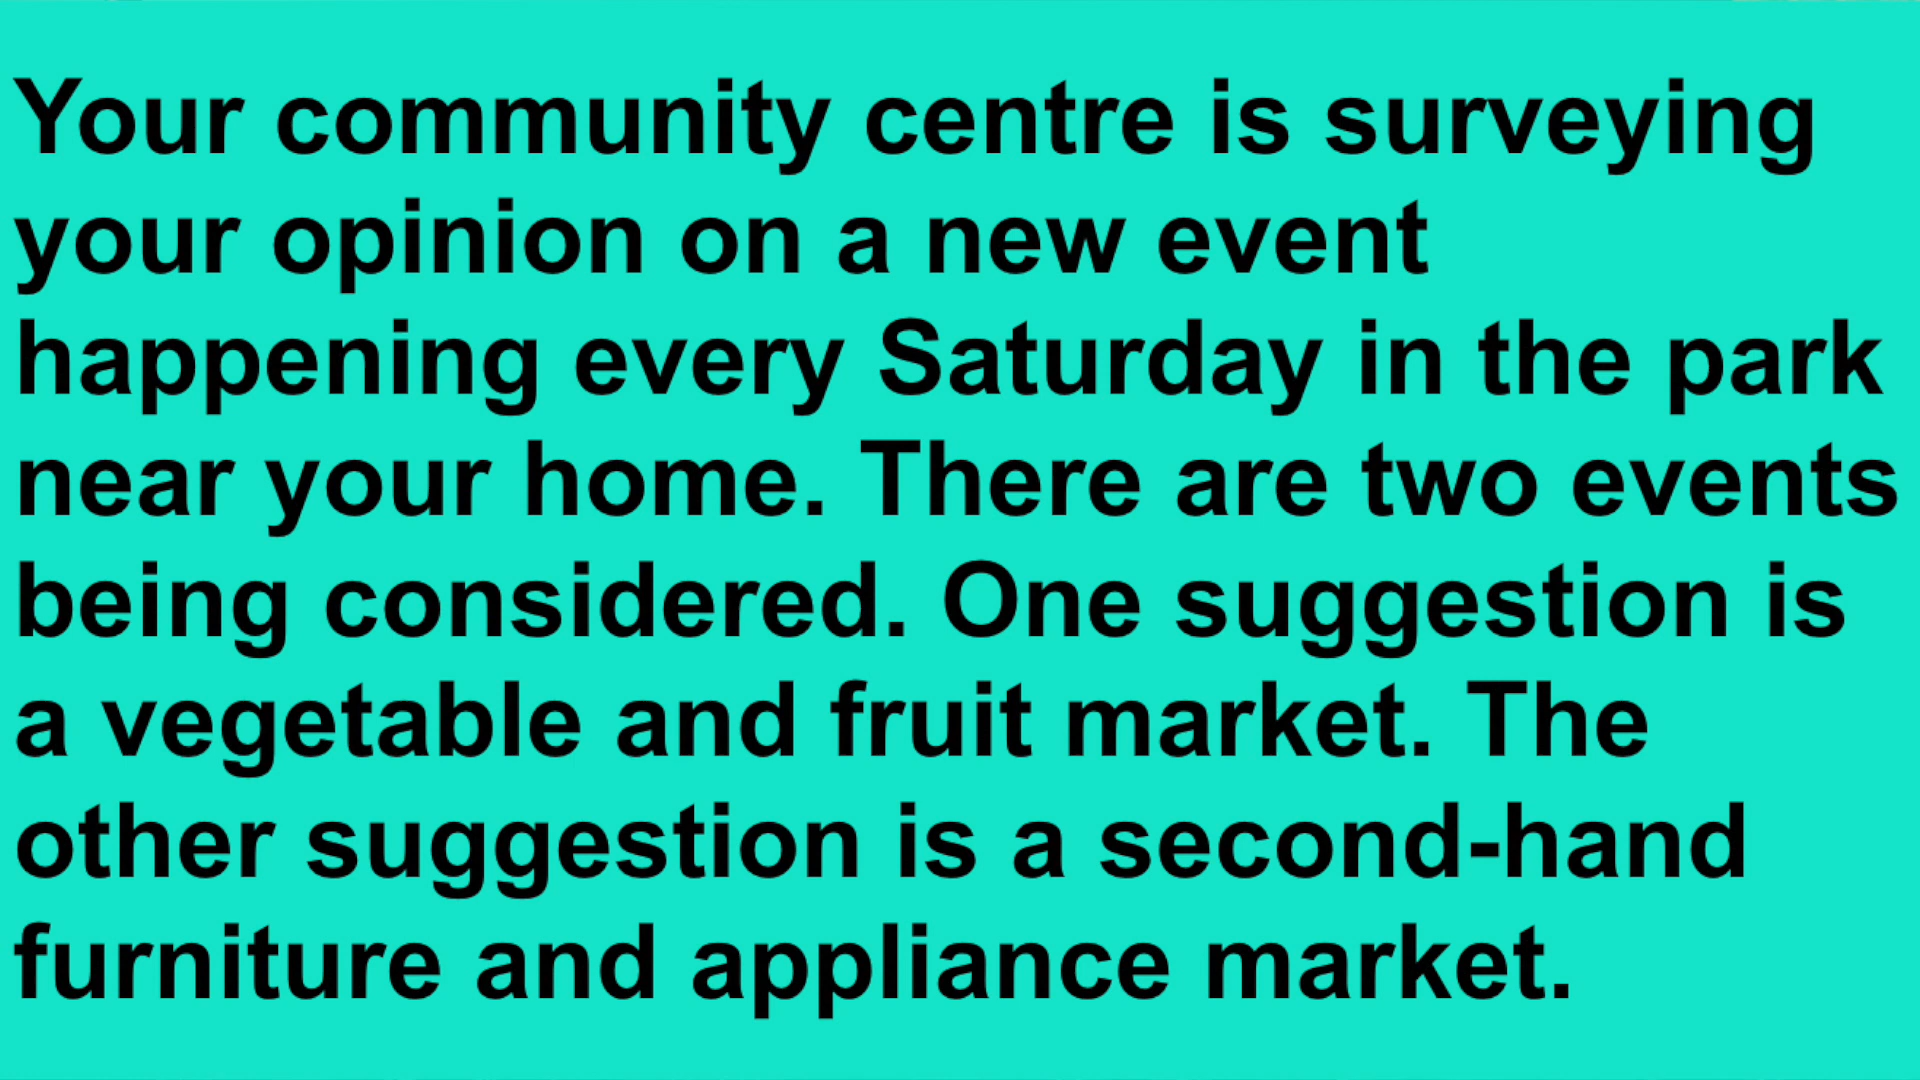 Your community centre is surveying
your opinion on a new event
happening every Saturday in the park
near your home. There are two events
being considered. One suggestion is
a vegetable and fruit market. The
other suggestion is a second-hand
furniture and appliance market.